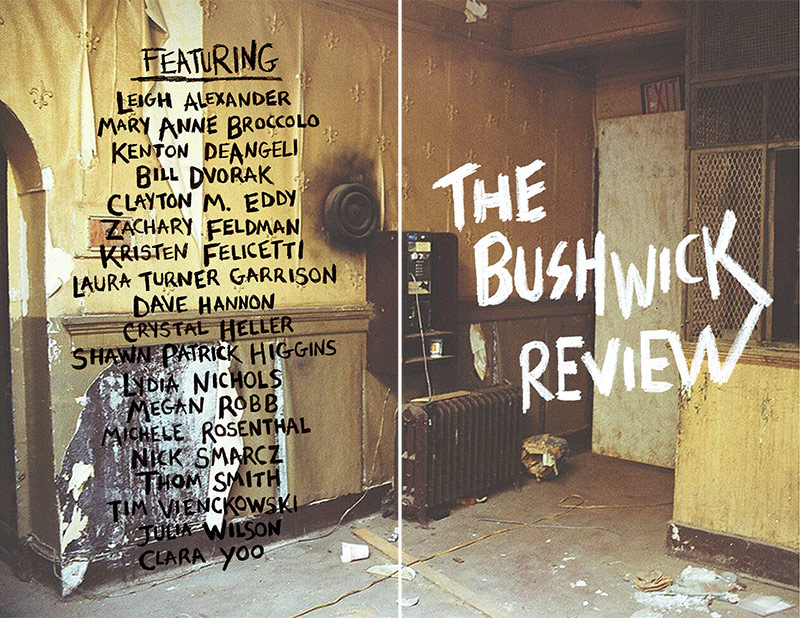 FEATURING
LEIGH ALEXANDER
MARY ANNE BROCCOLO
KENTON DEANGELI
BILL DVORAK
CLAYTON M. EDDY
ZACHARY FELDMAN
KRISTEN FELICETTI
LAURA TURNER GARRISON
DAVE HANNON
CRYSTAL HELLER
SHAWN PATRICK HIGGINS
LYDIA NICHOLS
MEGAN ROBB
MICHELE ROSENTHAL
NICK SMARCZ
THOM SMITH
TIM VIENCKOWSKI
JULIA WILSON
CLARA YOO
EXIT
THE
BUSHWICK
REVIEW